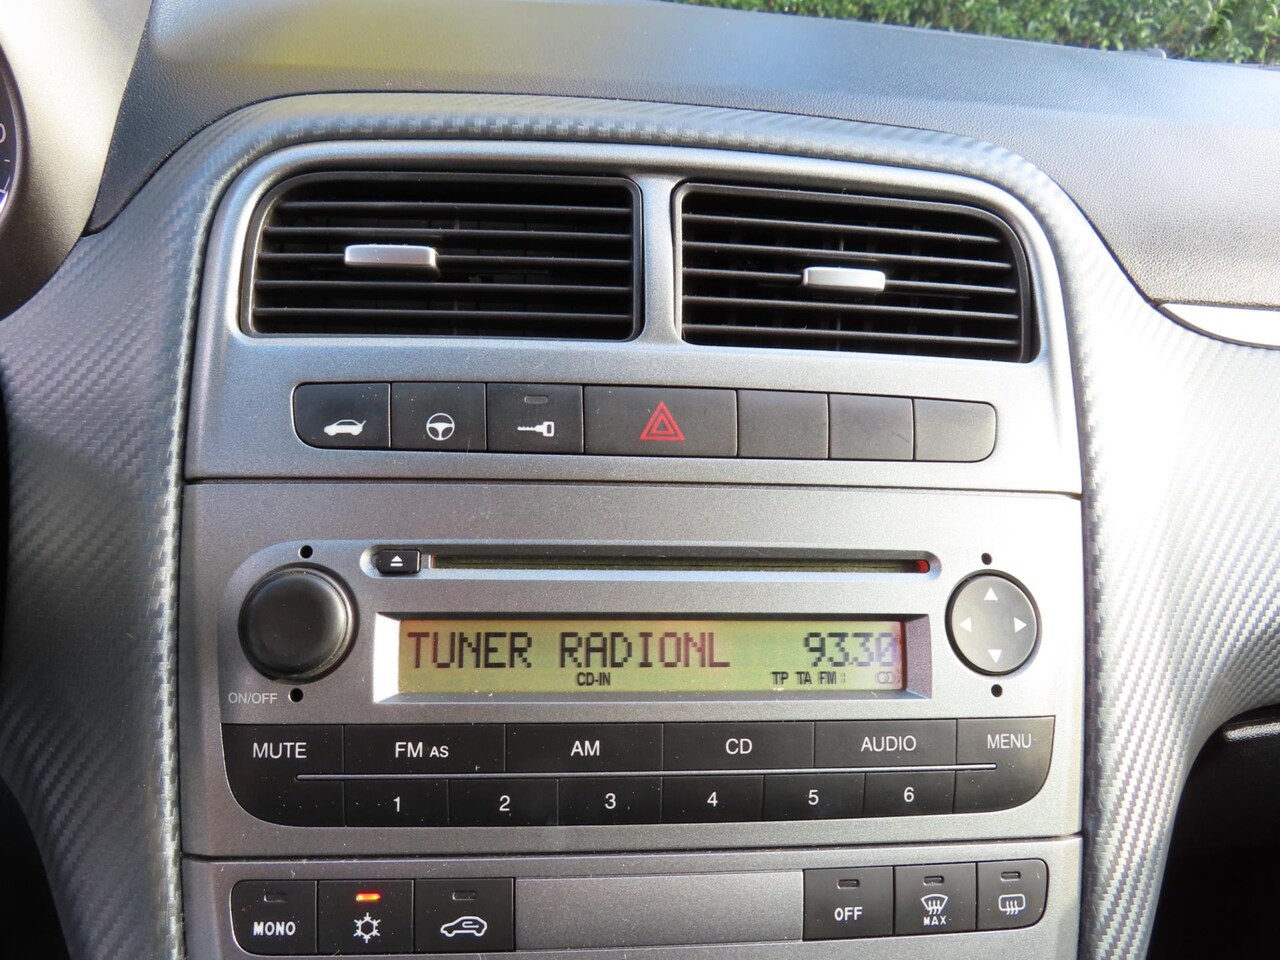 TUNER RADIONL 93.30
CD-IN TP TA FM
ON/OFF
MUTE FM AS AM CD AUDIO MENU
1 2 3 4 5 6
MONO OFF MAX